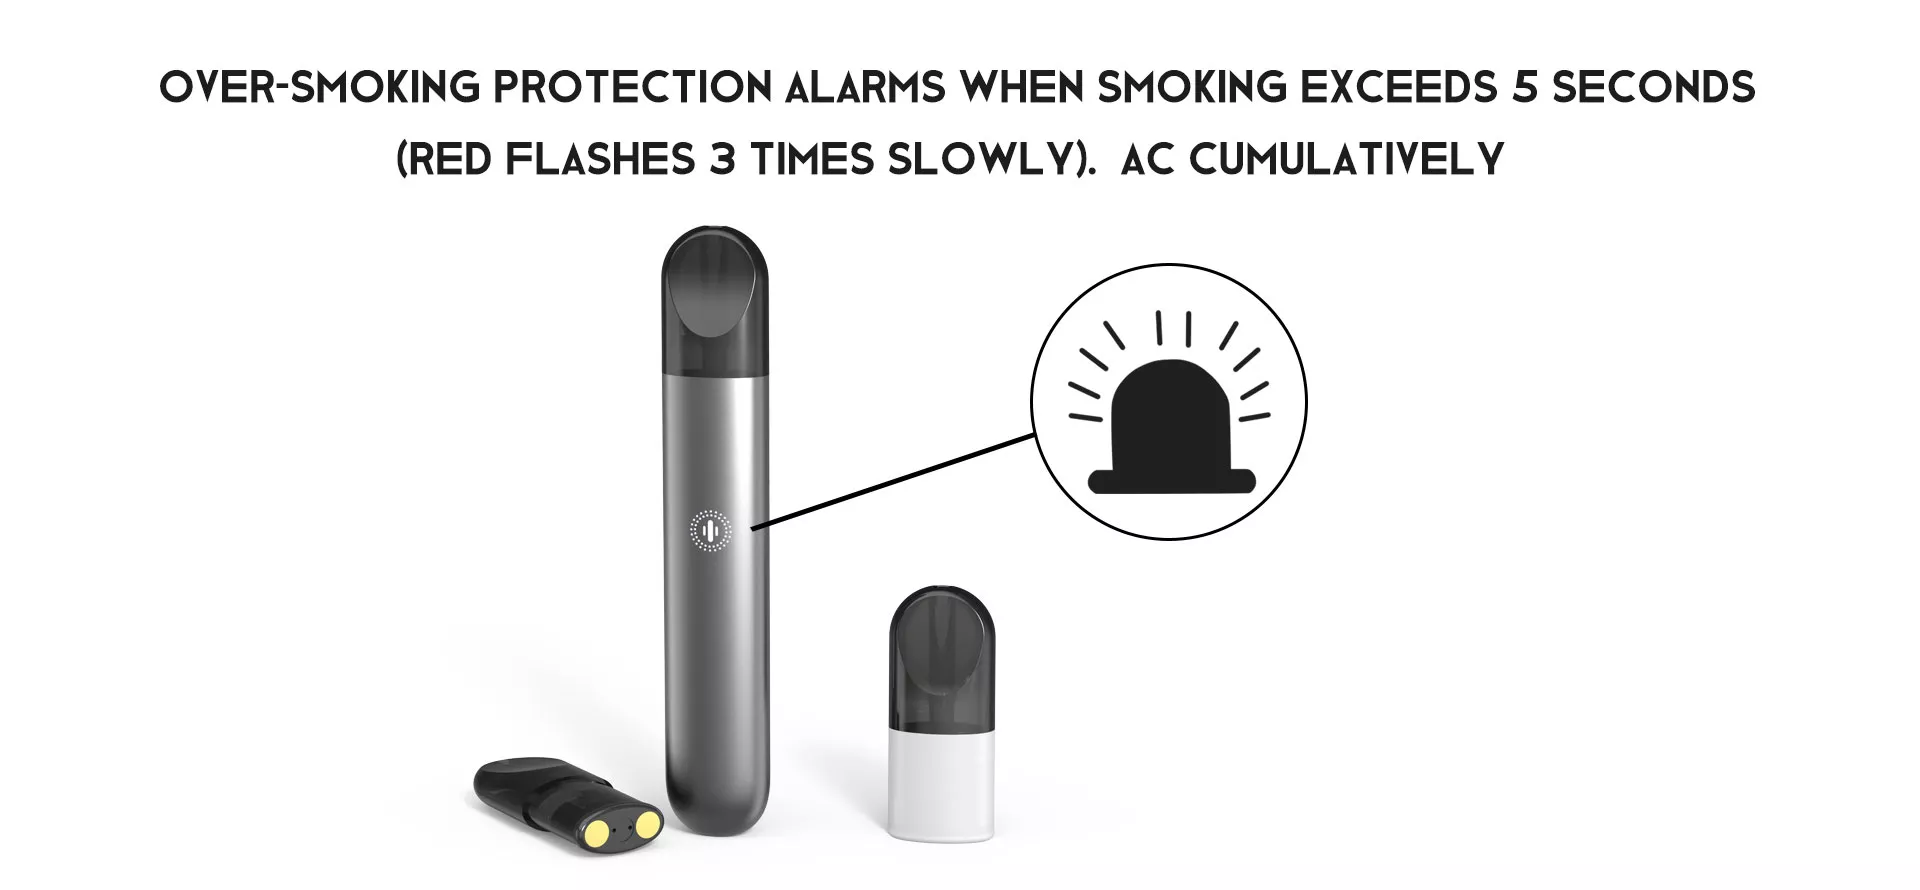 OVER-SMOKING PROTECTION ALARMS WHEN SMOKING EXCEEDS 5 SECONDS
(RED FLASHES 3 TIMES SLOWLY). AC CUMULATIVELY